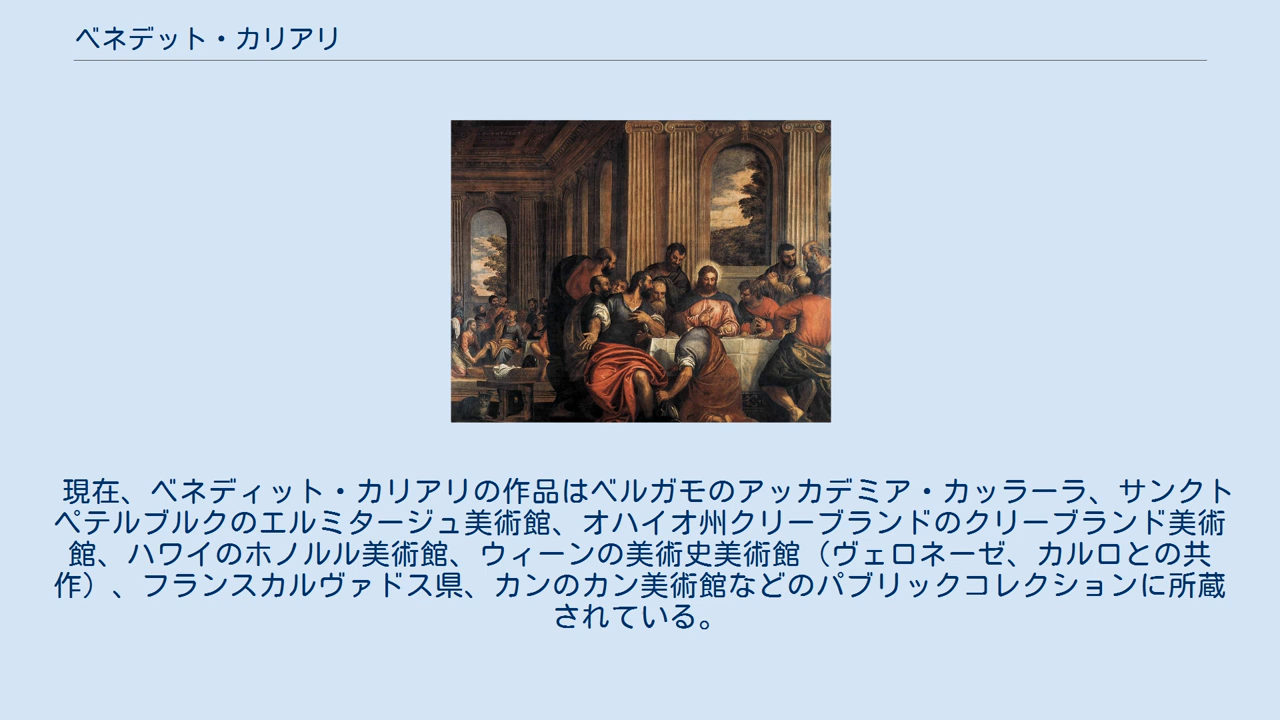 ベネデット・カリアリ
現在、ベネディット・カリアリの作品はベルガモのアッカデミア・カッラーラ、サンクト
ペテルブルクのエルミタージュ美術館、オハイオ州クリーブランドのクリーブランド美術
館、ハワイのホノルル美術館、ウィーンの美術史美術館（ヴェロネーゼ、カルロとの共
作）、フランスカルヴァドス県、カンのカン美術館などのパブリックコレクションに所蔵
されている。